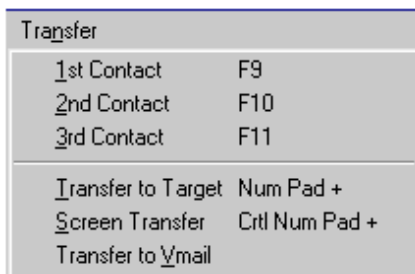 Transfer
1st Contact F9
2nd Contact F10
3rd Contact F11
Transfer to Target Num Pad +
Screen Transfer Crtl Num Pad +
Transfer to Vmail